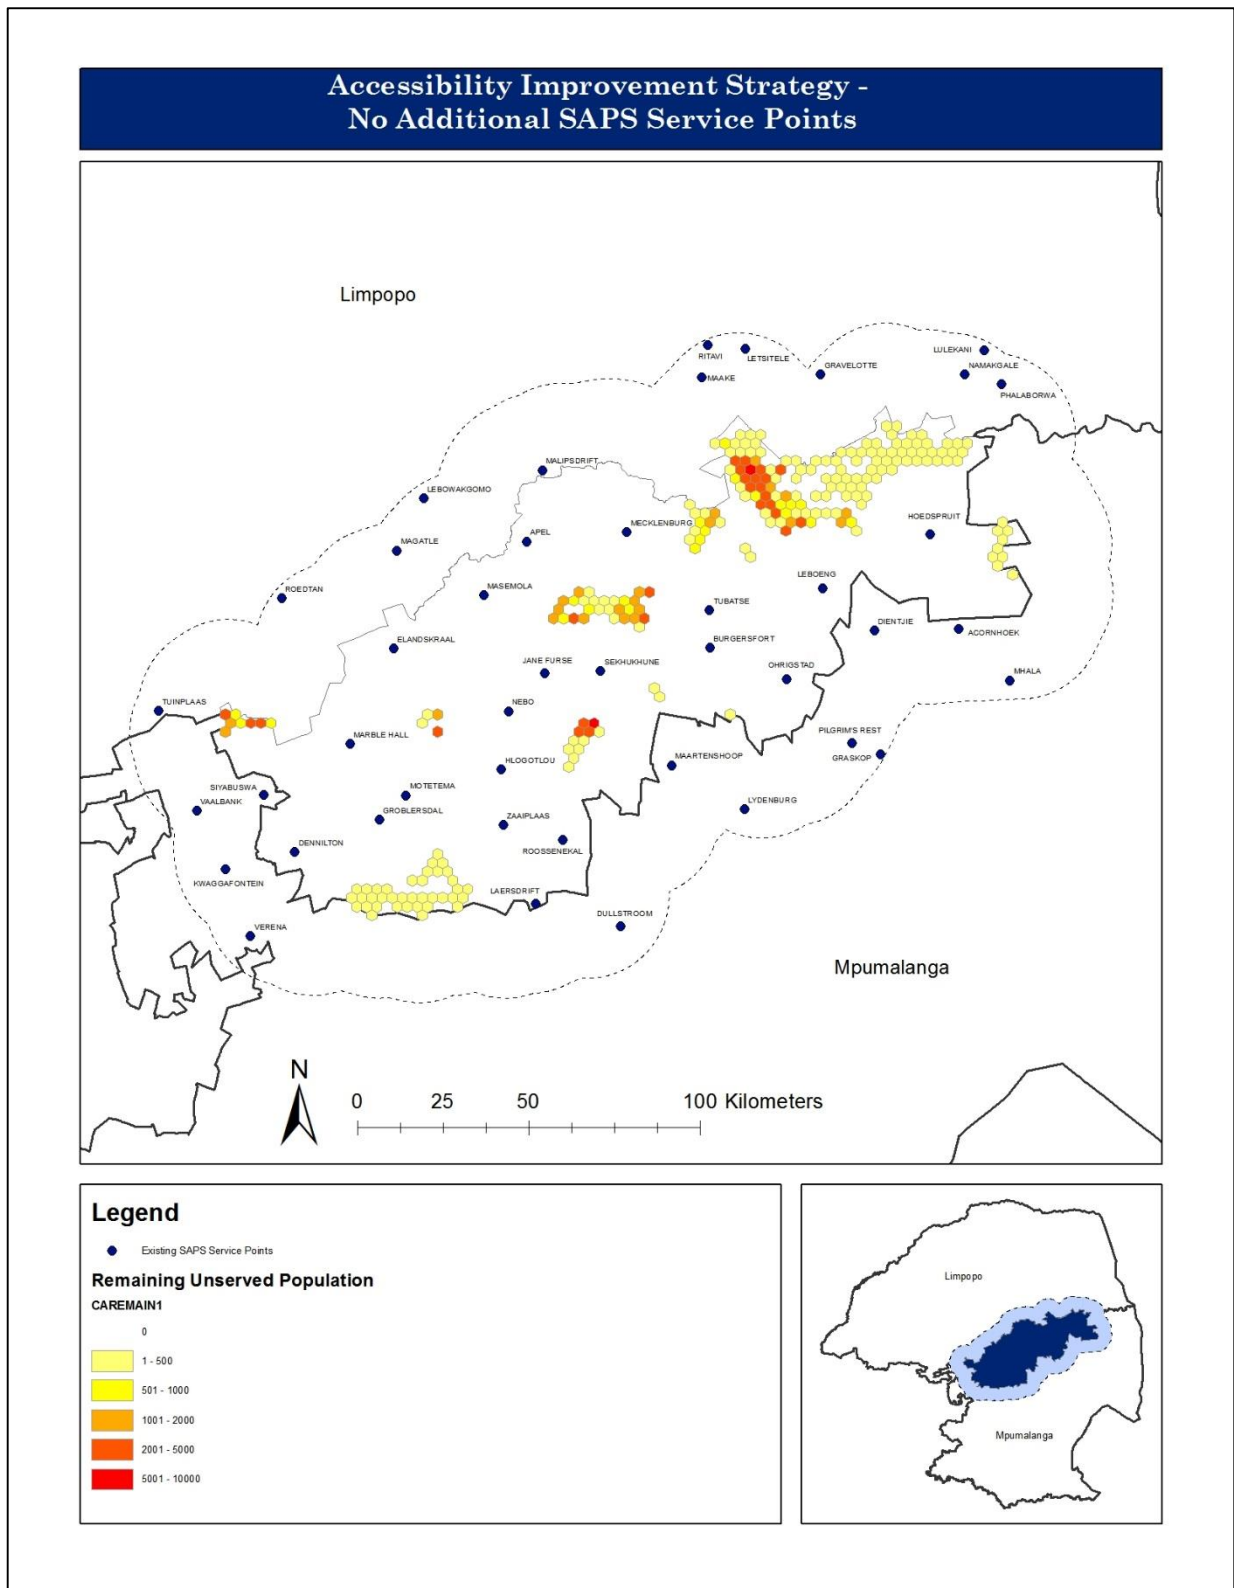 Accessibility Improvement Strategy -
No Additional SAPS Service Points
Limpopo
RITAVI
LETSITELE
MAAKE
GRAVELOTTE
LULEKANI
NAMAKGALE
PHALABORWA
MALIPSDRIFT
LEBOWAKGOMO
MECKLENBURG
HOEDSPRUIT
APEL
MAGATLE
LEBOENG
ROEDTAN
MASEMOLA
TUBATSE
DIENTJIE
ACORNHOEK
ELANDSKRAAL
BURGERSFORT
JANE FURSE
SEKHUKHUNE
OHRIGSTAD
MHALA
TUINPLAAS
NEBO
MARBLE HALL
PILGRIM'S REST
GRASKOP
HLOGOTLOU
MAARTENSHOOP
SIYABUSWA
MOTETEMA
VAALBANK
GROBLERSDAL
ZAAIPLAAS
LYDENBURG
DENNILTON
ROOSSENEKAL
KWAGGAFONTEIN
LAERSDRIFT
DULLSTROOM
VERENA
Mpumalanga
N
0 25 50 100 Kilometers
Legend
Existing SAPS Service Points
Remaining Unserved Population
CAREMAIN1
0
1 - 500
501 - 1000
1001 - 2000
2001 - 5000
5001 - 10000
Limpopo
Mpumalanga